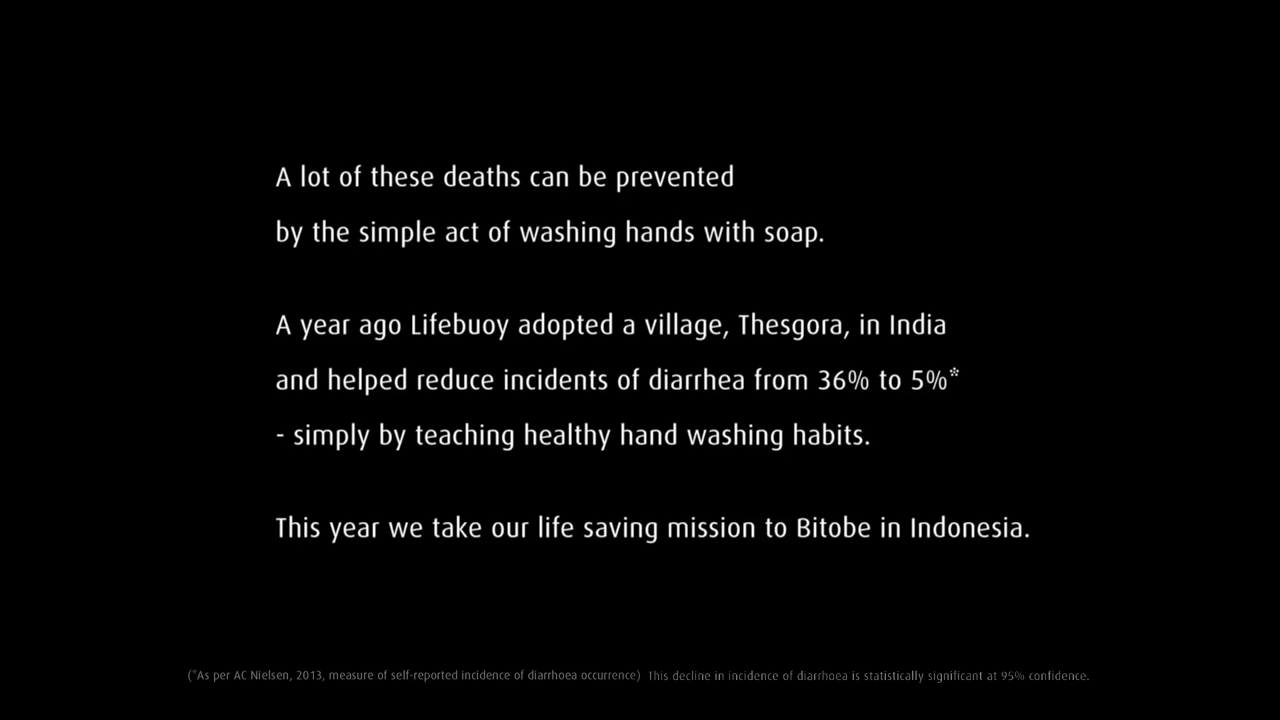 A lot of these deaths can be prevented
by the simple act of washing hands with soap.
A year ago Lifebuoy adopted a village, Thesgora, in India
and helped reduce incidents of diarrhea from 36% to 5%*
- simply by teaching healthy hand washing habits.
This year we take our life saving mission to Bitobe in Indonesia.
(*As per AC Nielsen, 2013, measure of self-reported incidence of diarrhoea occurrence) This decline in incidence of diarrhoea is statistically significant at 95% confidence.